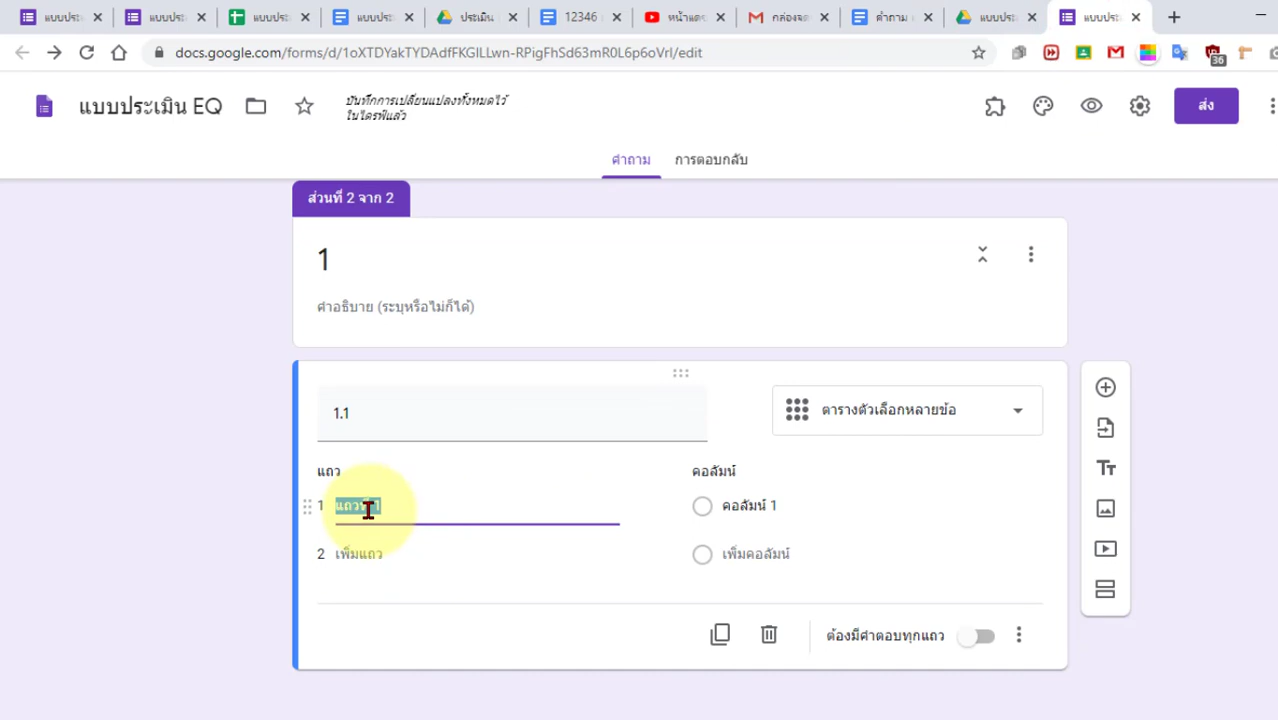 แบบประ
แบบประ
แบบประ
แบบประ
ประเมิน
12346
หน้าแดช
กล่องจด
คำถาม
แบบประ
แบบประ
docs.google.com/forms/d/1oXTDYakTYDAdfFKGILLwn-RPigFhSd63mR0L6p6oVrI/edit
36
แบบประเมิน EQ
บันทึกการเปลี่ยนแปลงทั้งหมดไว้
ในไดรฟ์แล้ว
ส่ง
คำถาม
การตอบกลับ
ส่วนที่ 2 จาก 2
1
คำอธิบาย (ระบุหรือไม่ก็ได้)
1.1
ตารางตัวเลือกหลายข้อ
แถว
คอลัมน์
1 แถวที่ 1
คอลัมน์ 1
2 เพิ่มแถว
เพิ่มคอลัมน์
ต้องมีคำตอบทุกแถว